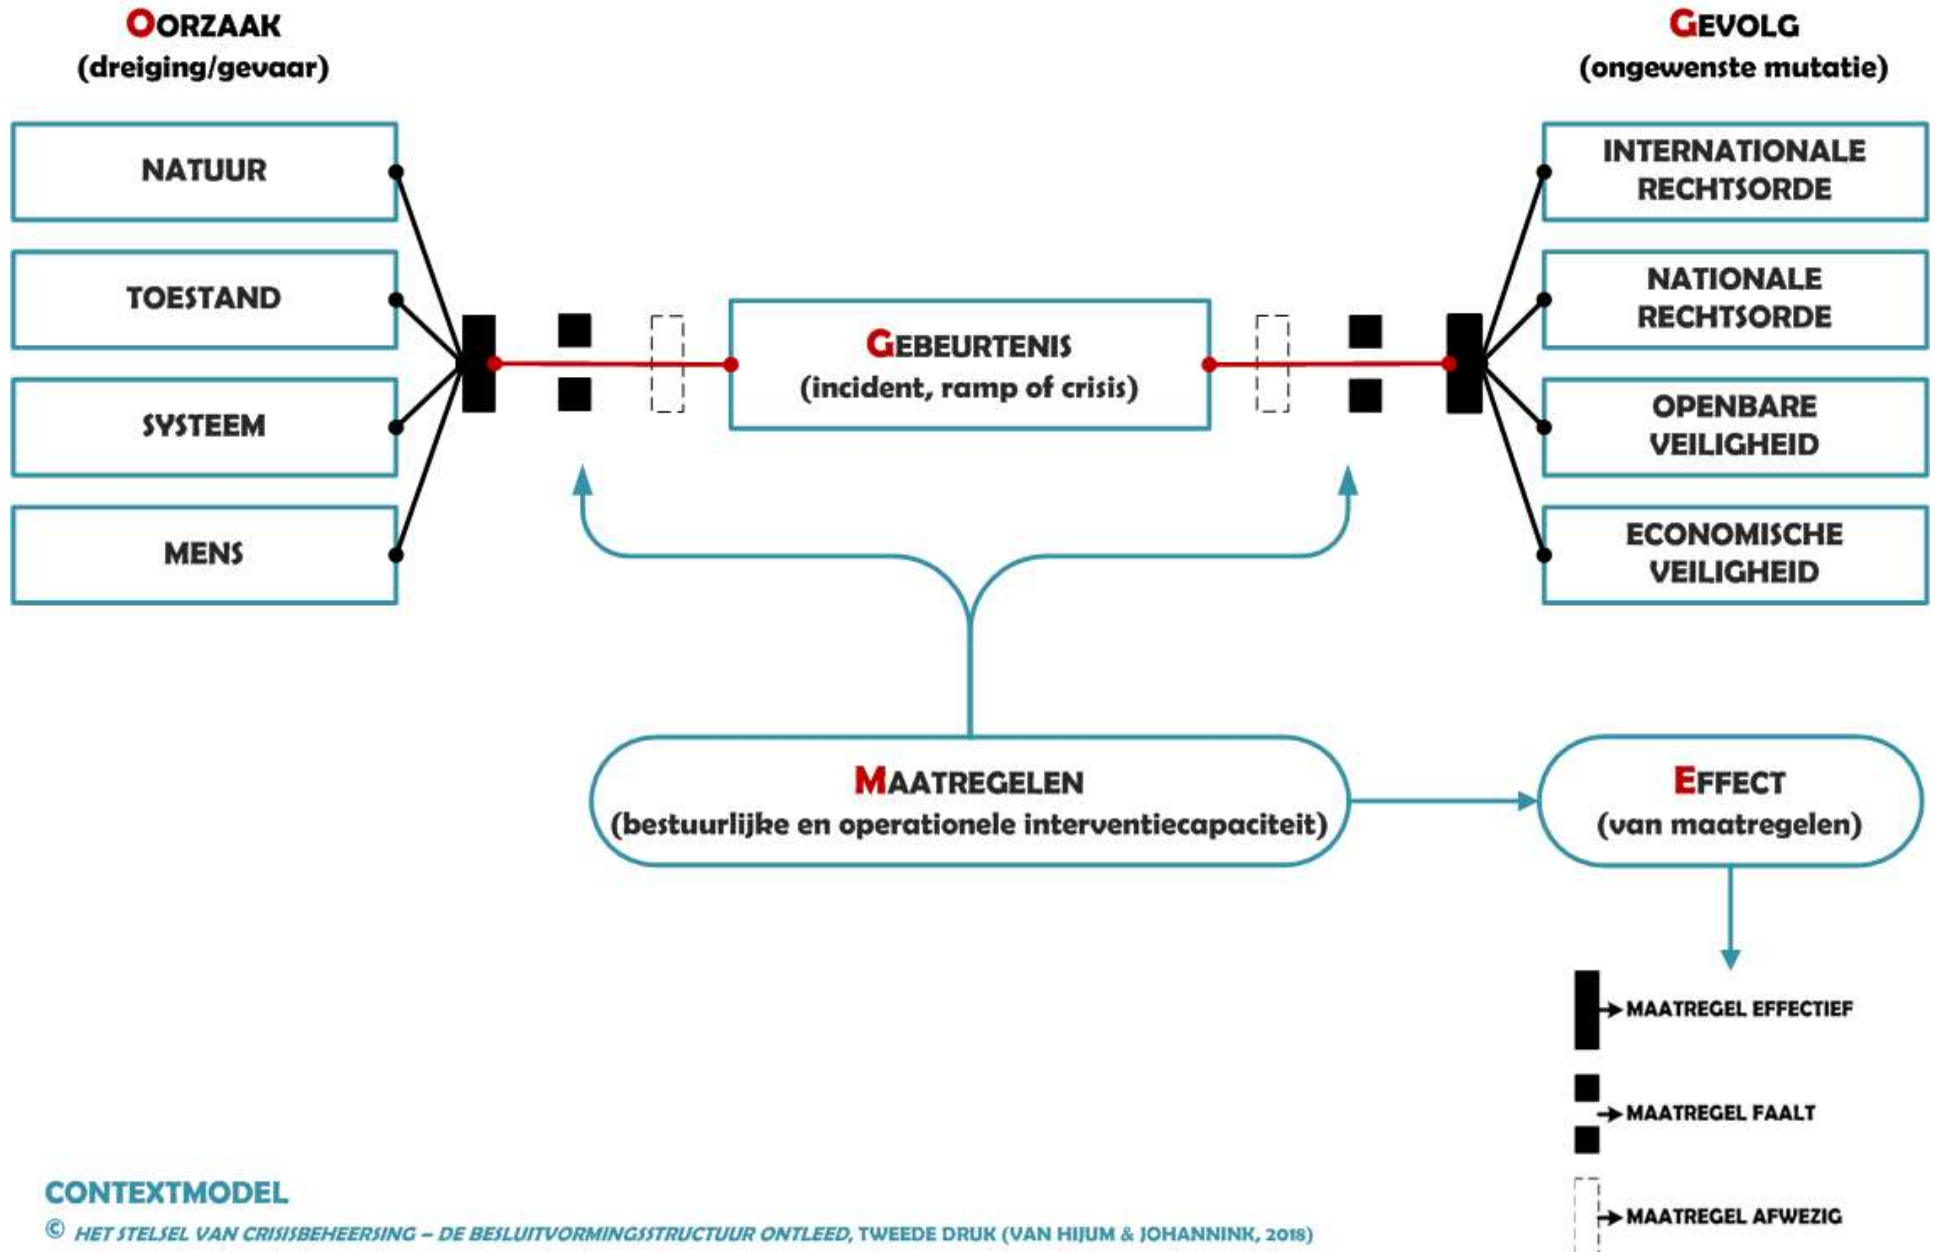 OORZAAK
(dreiging/gevaar)
NATUUR
TOESTAND
SYSTEEM
MENS
GEBEURTENIS
(incident, ramp of crisis)
GEVOLG
(ongewenste mutatie)
INTERNATIONALE
RECHTSORDE
NATIONALE
RECHTSORDE
OPENBARE
VEILIGHEID
ECONOMISCHE
VEILIGHEID
MAATREGELEN
(bestuurlijke en operationele interventiecapaciteit)
EFFECT
(van maatregelen)
MAATREGEL EFFECTIEF
MAATREGEL FAALT
MAATREGEL AFWEZIG
CONTEXTMODEL
© HET STELSEL VAN CRISISBEHEERSING – DE BESLUITVORMINGSSTRUCTUUR ONTLEED, TWEEDE DRUK (VAN HIJUM & JOHANNINK, 2018)